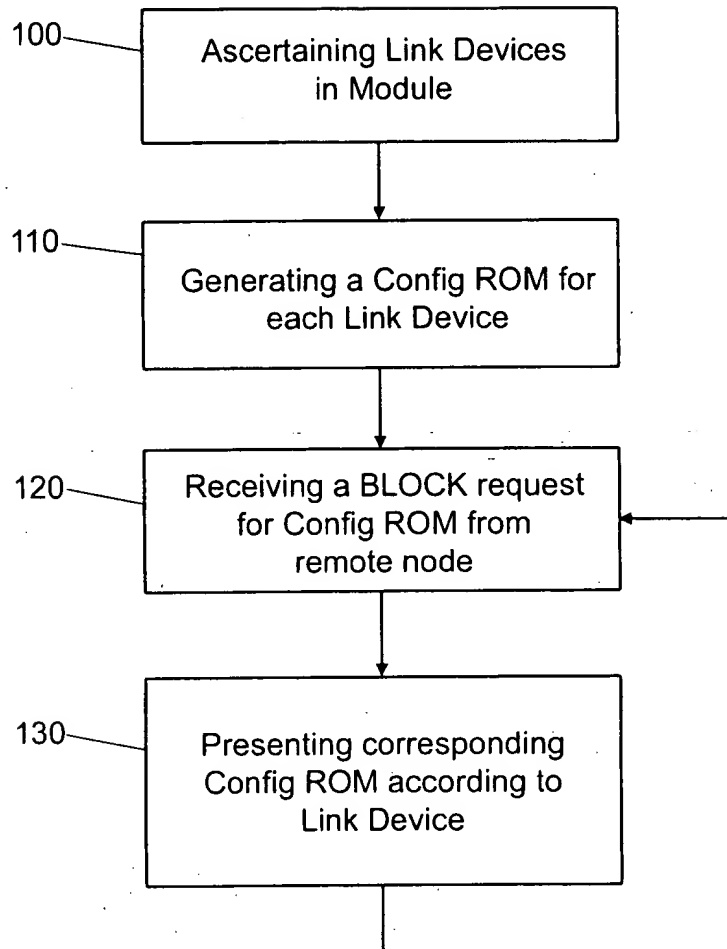 100
Ascertaining Link Devices
in Module
110
Generating a Config ROM for
each Link Device
120
Receiving a BLOCK request
for Config ROM from
remote node
130
Presenting corresponding
Config ROM according to
Link Device